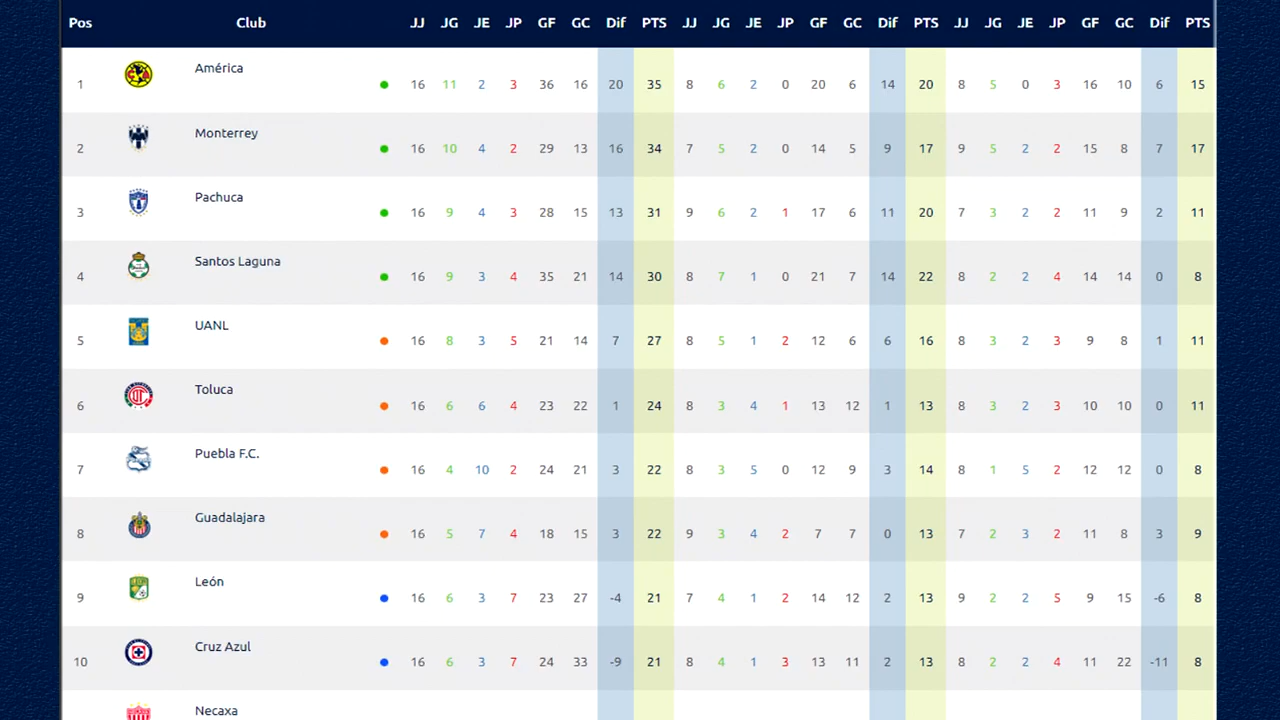 Pos Club JJ JG JE JP GF GC Dif PTS JJ JG JE JP GF GC Dif PTS JJ JG JE JP GF GC Dif PTS
1 América 16 11 2 3 36 16 20 35 8 6 2 0 20 6 14 20 8 5 0 3 16 10 6 15
2 Monterrey 16 10 4 2 29 13 16 34 7 5 2 0 14 5 9 17 9 5 2 2 15 8 7 17
3 Pachuca 16 9 4 3 28 15 13 31 9 6 2 1 17 6 11 20 7 3 2 2 11 9 2 11
4 Santos Laguna 16 9 3 4 35 21 14 30 8 7 1 0 21 7 14 22 8 2 2 4 14 14 0 8
5 UANL 16 8 3 5 21 14 7 27 8 5 1 2 12 6 6 16 8 3 2 3 9 8 1 11
6 Toluca 16 6 6 4 23 22 1 24 8 3 4 1 13 12 1 13 8 3 2 3 10 10 0 11
7 Puebla F.C. 16 4 10 2 24 21 3 22 8 3 5 0 12 9 3 14 8 1 5 2 12 12 0 8
8 Guadalajara 16 5 7 4 18 15 3 22 9 3 4 2 7 7 0 13 7 2 3 2 11 8 3 9
9 León 16 6 3 7 23 27 -4 21 7 4 1 2 14 12 2 13 9 2 2 5 9 15 -6 8
10 Cruz Azul 16 6 3 7 24 33 -9 21 8 4 1 3 13 11 2 13 8 2 2 4 11 22 -11 8
Necaxa